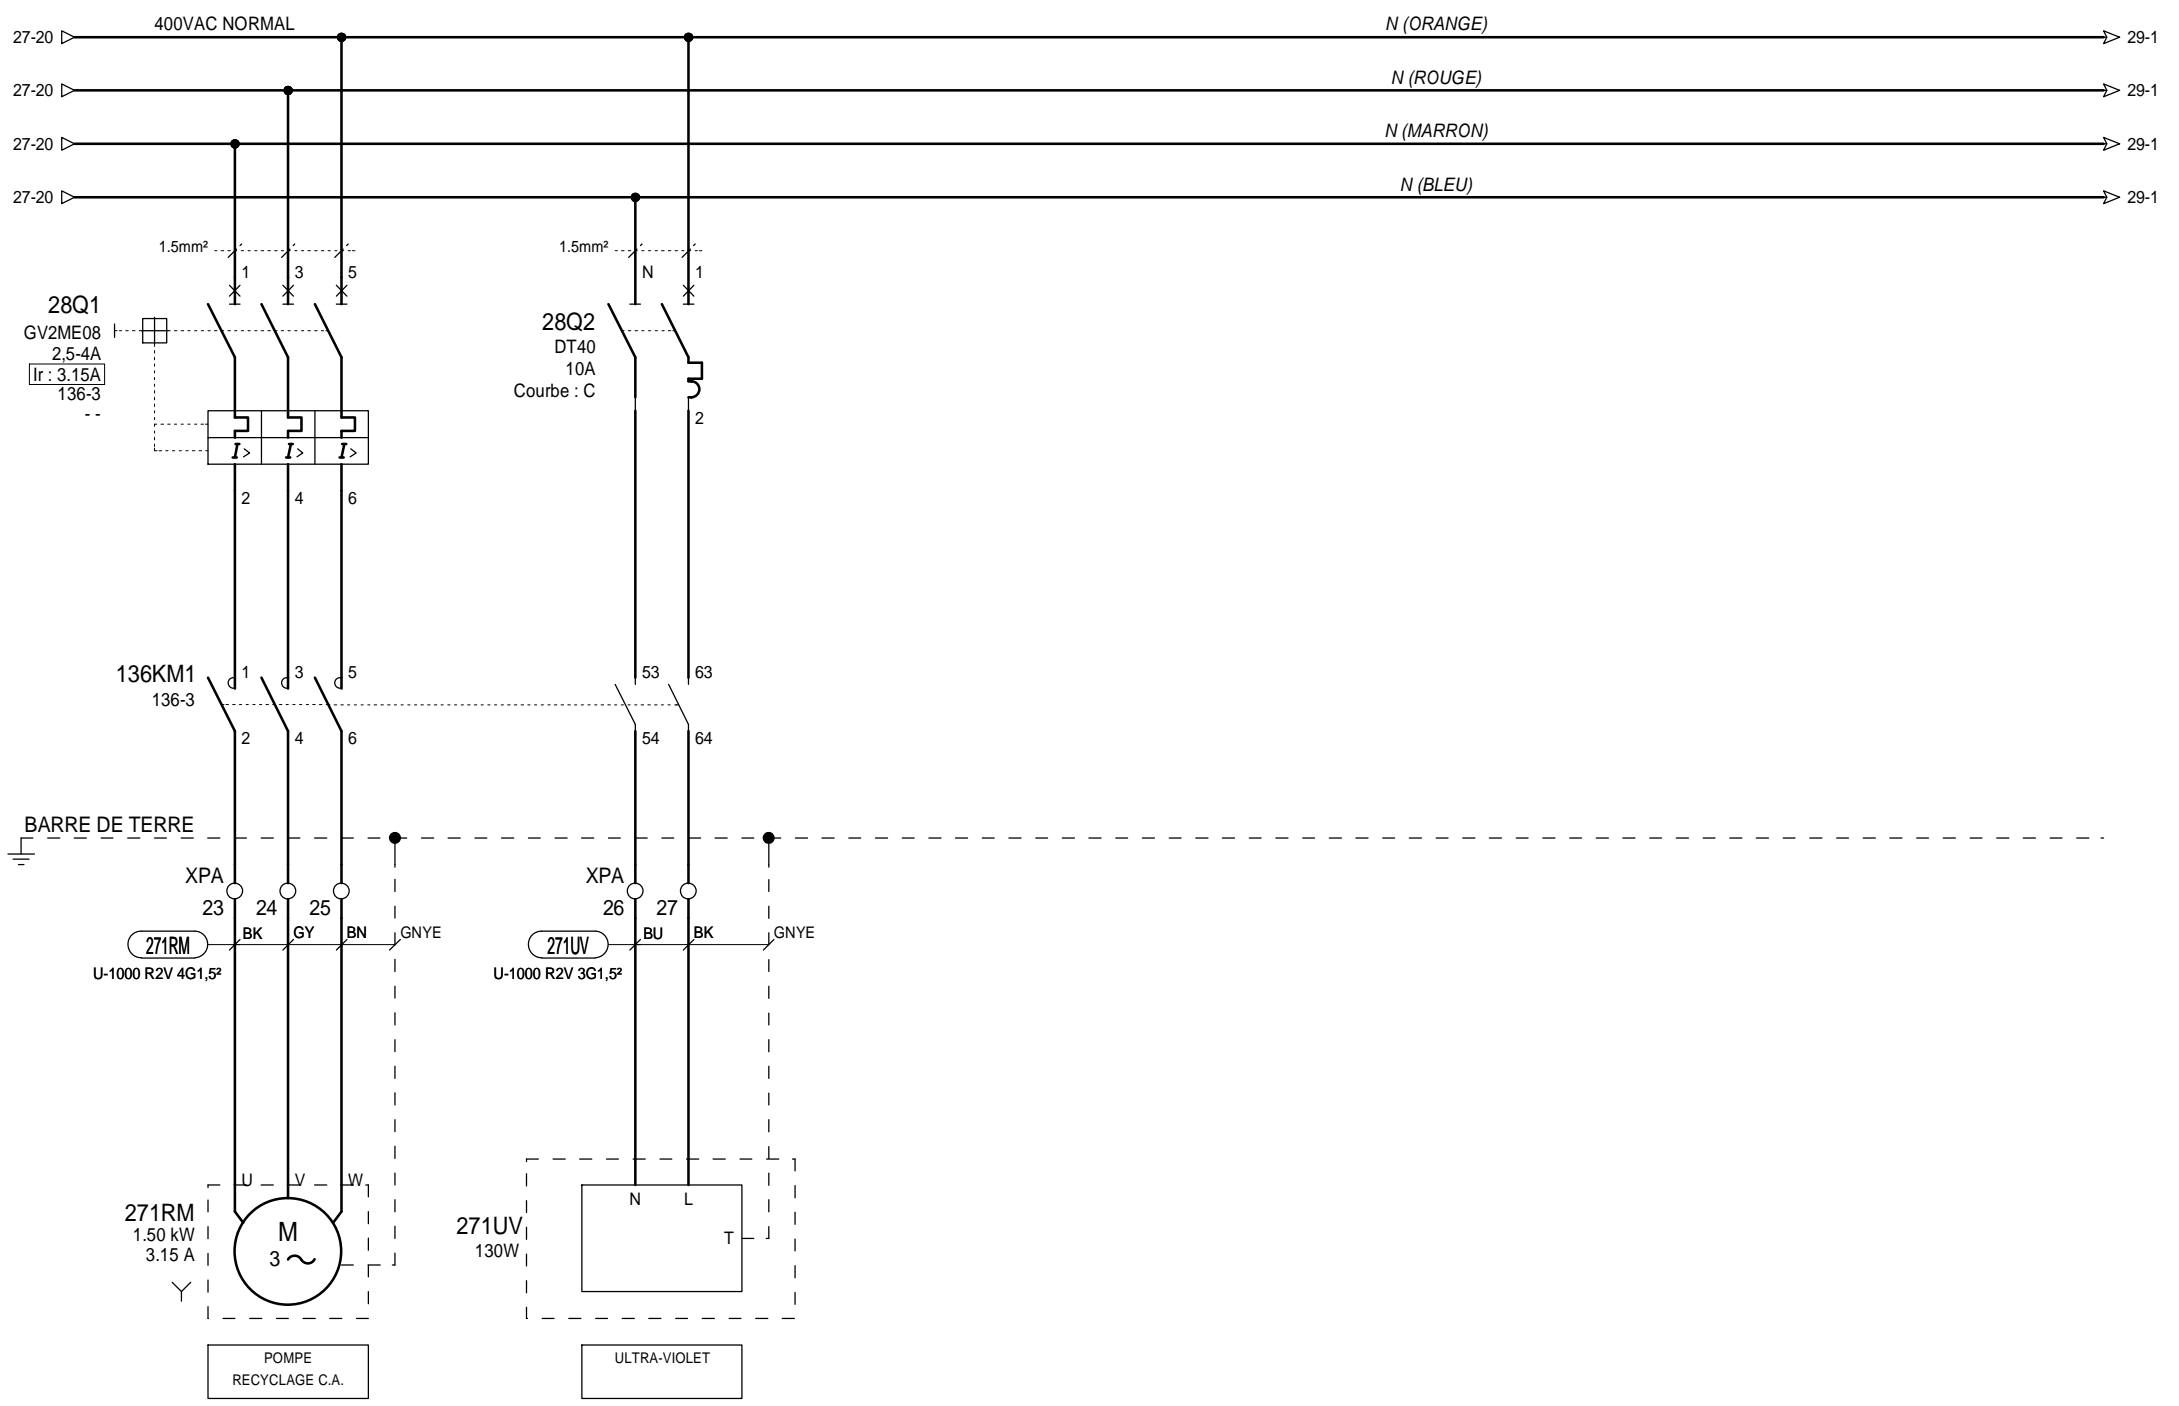 400VAC NORMAL
N (ORANGE)
27-20
29-1
N (ROUGE)
27-20
29-1
N (MARRON)
27-20
29-1
N (BLEU)
27-20
29-1
1.5mm²
1.5mm²
1
3
5
N
1
28Q1
GV2ME08
2,5-4A
Ir : 3.15A
136-3
- -
28Q2
DT40
10A
Courbe : C
I>
I>
I>
2
2
4
6
136KM1
136-3
1
3
5
53
63
2
4
6
54
64
BARRE DE TERRE
XPA
23
24
25
XPA
26
27
271RM
BK
GY
BN
GNYE
U-1000 R2V 4G1,5²
271UV
BU
BK
GNYE
U-1000 R2V 3G1,5²
U
V
W
271RM
1.50 kW
3.15 A
M
3
N
L
T
271UV
130W
POMPE
RECYCLAGE C.A.
ULTRA-VIOLET